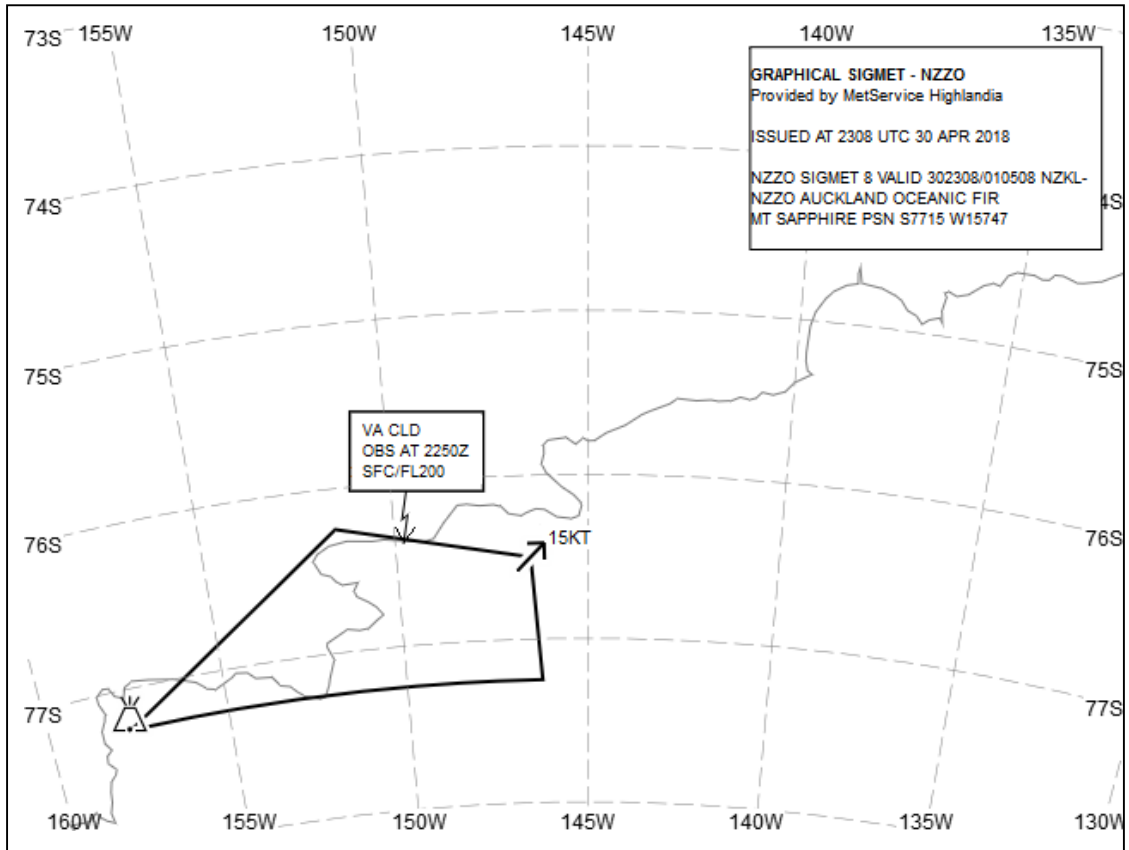 73S 155W 150W 145W 140W 135W
GRAPHICAL SIGMET - NZZO
Provided by MetService Highlandia
ISSUED AT 2308 UTC 30 APR 2018
NZZO SIGMET 8 VALID 302308/010508 NZKL-
NZZO AUCKLAND OCEANIC FIR
MT SAPPHIRE PSN S7715 W15747
74S 4S
75S 75S
VA CLD
OBS AT 2250Z
SFC/FL200
76S 15KT 76S
77S 77S
160W 155W 150W 145W 140W 135W 130W